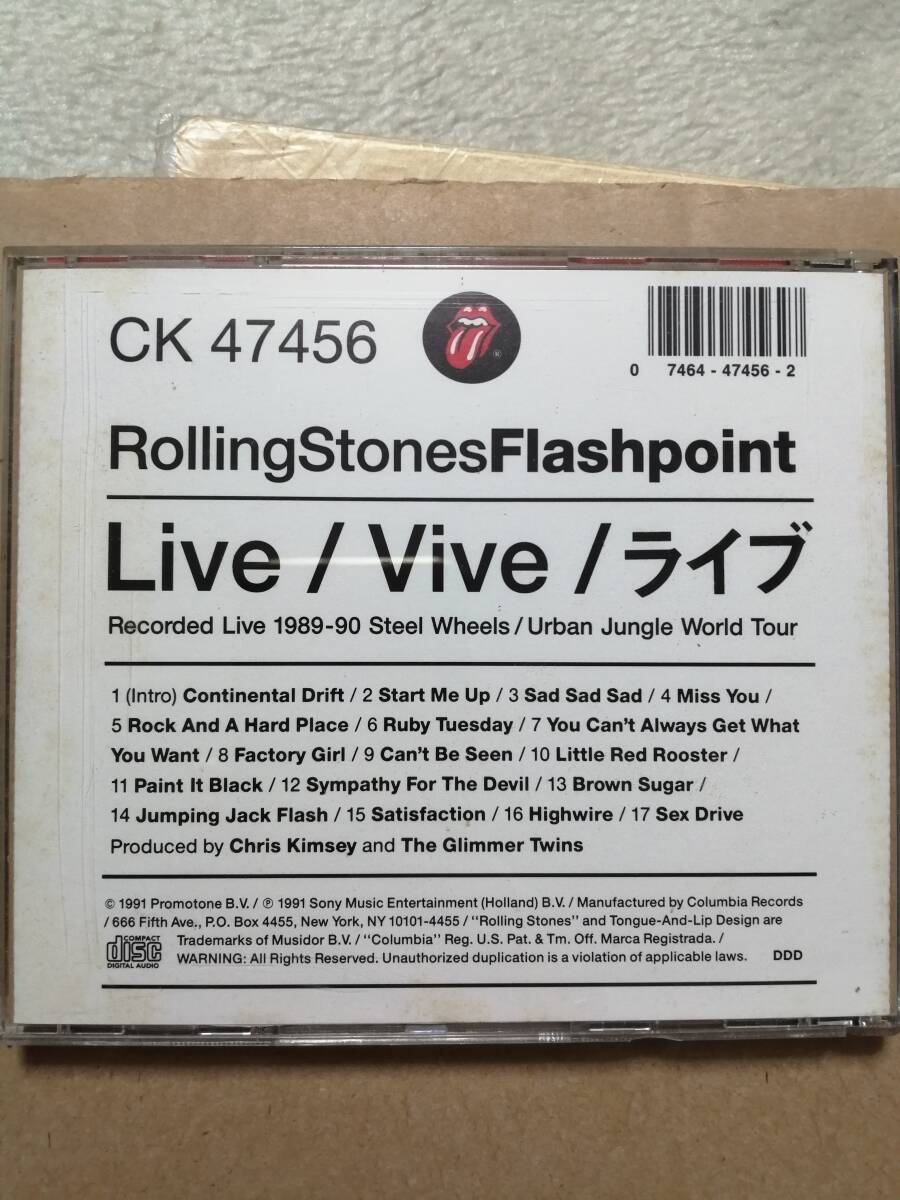 CK 47456
®
0 7464 - 47456 - 2
RollingStonesFlashpoint
Live / Vive / ライブ
Recorded Live 1989-90 Steel Wheels / Urban Jungle World Tour
1 (Intro) Continental Drift / 2 Start Me Up / 3 Sad Sad Sad / 4 Miss You /
5 Rock And A Hard Place / 6 Ruby Tuesday / 7 You Can't Always Get What
You Want / 8 Factory Girl / 9 Can't Be Seen / 10 Little Red Rooster /
11 Paint It Black / 12 Sympathy For The Devil / 13 Brown Sugar /
14 Jumping Jack Flash / 15 Satisfaction / 16 Highwire / 17 Sex Drive
Produced by Chris Kimsey and The Glimmer Twins
© 1991 Promotone B.V. / ℗ 1991 Sony Music Entertainment (Holland) B.V. / Manufactured by Columbia Records
/ 666 Fifth Ave., P.O. Box 4455, New York, NY 10101-4455 / "Rolling Stones" and Tongue-And-Lip Design are
Trademarks of Musidor B.V. / "Columbia" Reg. U.S. Pat. & Tm. Off. Marca Registrada. /
WARNING: All Rights Reserved. Unauthorized duplication is a violation of applicable laws. DDD
COMPACT
disc
DIGITAL AUDIO